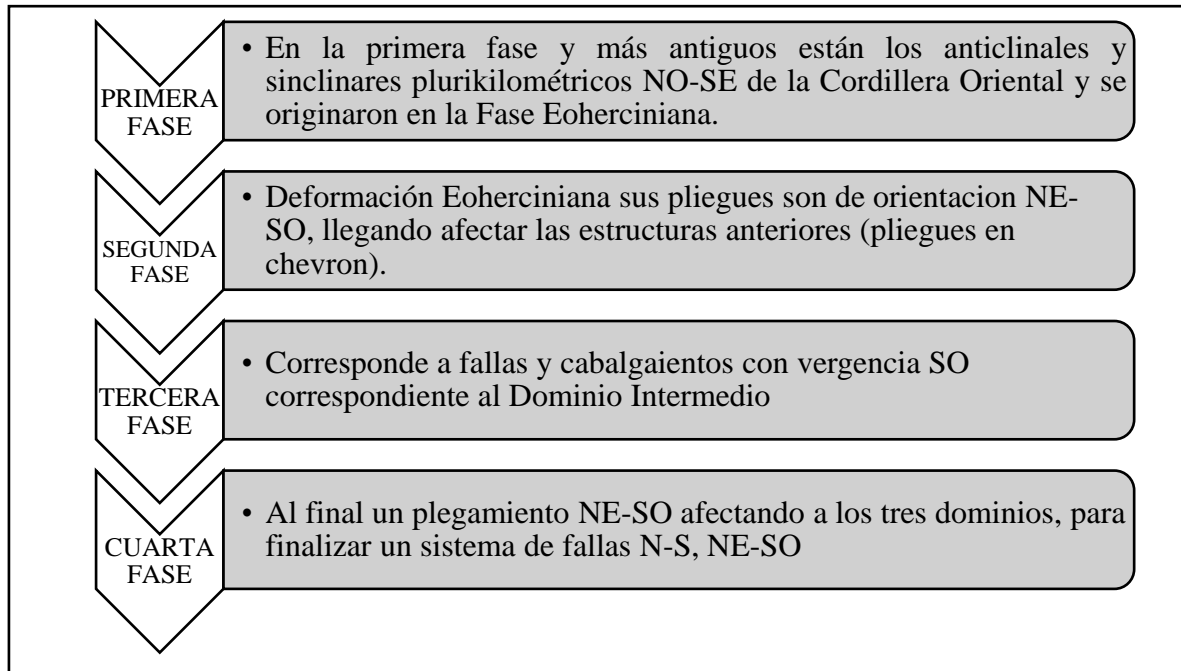 PRIMERA
FASE
• En la primera fase y más antiguos están los anticlinales y
sinclinares plurikilométricos NO-SE de la Cordillera Oriental y se
originaron en la Fase Eoherciniana.
SEGUNDA
FASE
• Deformación Eoherciniana sus pliegues son de orientacion NE-
SO, llegando afectar las estructuras anteriores (pliegues en
chevron).
TERCERA
FASE
• Corresponde a fallas y cabalgaientos con vergencia SO
correspondiente al Dominio Intermedio
CUARTA
FASE
• Al final un plegamiento NE-SO afectando a los tres dominios, para
finalizar un sistema de fallas N-S, NE-SO